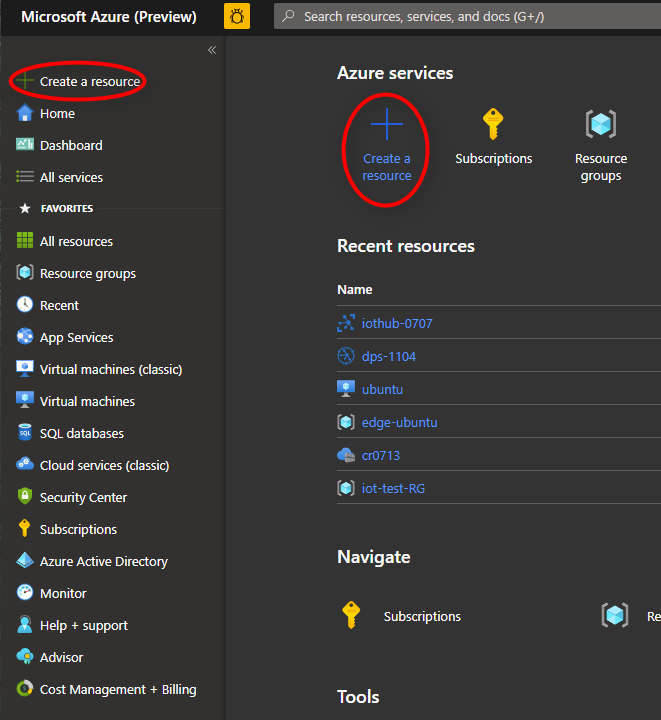 Microsoft Azure (Preview)
Search resources, services, and docs (G+/)
«
Create a resource
Home
Dashboard
All services
FAVORITES
All resources
Resource groups
Recent
App Services
Virtual machines (classic)
Virtual machines
SQL databases
Cloud services (classic)
Security Center
Subscriptions
Azure Active Directory
Monitor
Help + support
Advisor
Cost Management + Billing
Azure services
Create a
resource
Subscriptions
Resource
groups
Recent resources
Name
iothub-0707
dps-1104
ubuntu
edge-ubuntu
cr0713
iot-test-RG
Navigate
Subscriptions
Re
Tools